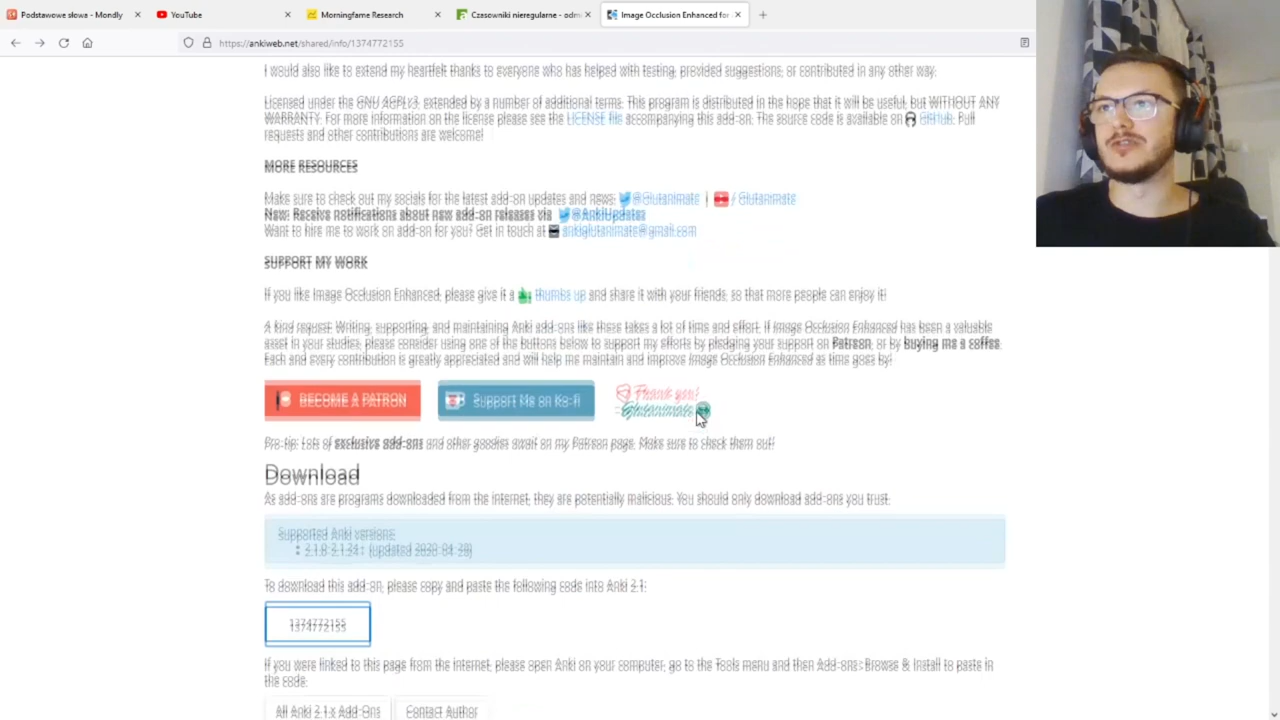 Podstawowe słowa - Mondly
YouTube
Morningfame Research
Czasowniki nieregularne - odm
Image Occlusion Enhanced for
https://ankiweb.net/shared/info/1374772155
I would also like to extend my heartfelt thanks to everyone who has helped with testing, provided suggestions, or contributed in any other way.
Licensed under the GNU AGPLv3, extended by a number of additional terms. This program is distributed in the hope that it will be useful, but WITHOUT ANY
WARRANTY. For more information on the license please see the LICENSE file accompanying this add-on. The source code is available on GitHub. Pull
requests and other contributions are welcome!
MORE RESOURCES
Make sure to check out my socials for the latest add-on updates and news: @Glutanimate | / Glutanimate
New: Receive notifications about new add-on releases via @AnkiUpdates
Want to hire me to work on add-on for you? Get in touch at ankiglutanimate@gmail.com
SUPPORT MY WORK
If you like Image Occlusion Enhanced, please give it a thumbs up and share it with your friends, so that more people can enjoy it!
A kind request: Writing, supporting, and maintaining Anki add-ons like these takes a lot of time and effort. If Image Occlusion Enhanced has been a valuable
asset in your studies, please consider using one of the buttons below to support my efforts by pledging your support on Patreon, or by buying me a coffee.
Each and every contribution is greatly appreciated and will help me maintain and improve Image Occlusion Enhanced as time goes by!
BECOME A PATRON
Support Me on Ko-fi
Thank you!
Glutanimate
Pro-tip: Lots of exclusive add-ons and other goodies await on my Patreon page. Make sure to check them out!
Download
As add-ons are programs downloaded from the internet, they are potentially malicious. You should only download add-ons you trust.
Supported Anki versions:
2.1.0-2.1.24+ (updated 2020-04-28)
To download this add-on, please copy and paste the following code into Anki 2.1:
1374772155
If you were linked to this page from the internet, please open Anki on your computer, go to the Tools menu and then Add-ons>Browse & Install to paste in
the code.
All Anki 2.1.x Add-Ons
Contact Author